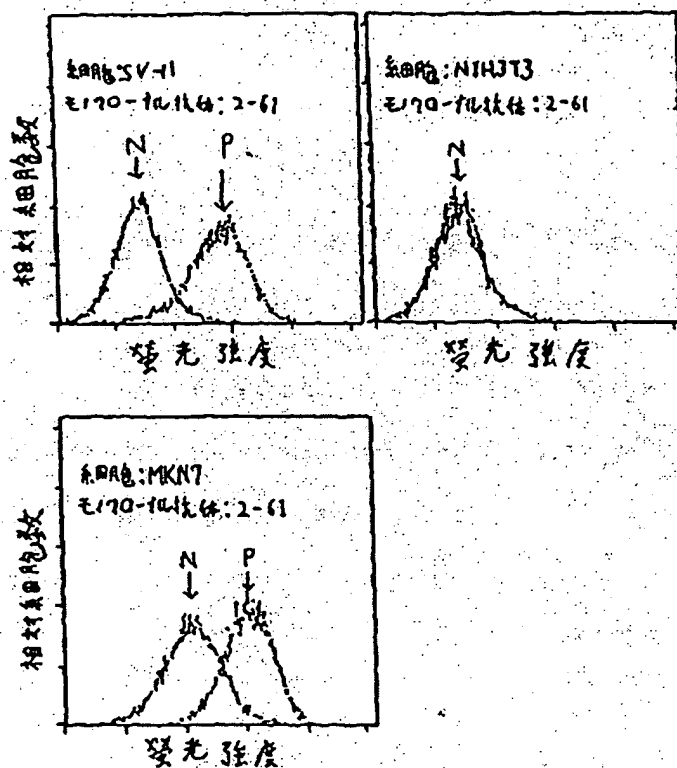 細胞:SV-11
モノクローナル抗体:2-61
N
P
相対細胞数
螢光強度
細胞:NIH3T3
モノクローナル抗体:2-61
N
螢光強度
細胞:MKN7
モノクローナル抗体:2-61
N
P
相対細胞数
螢光強度